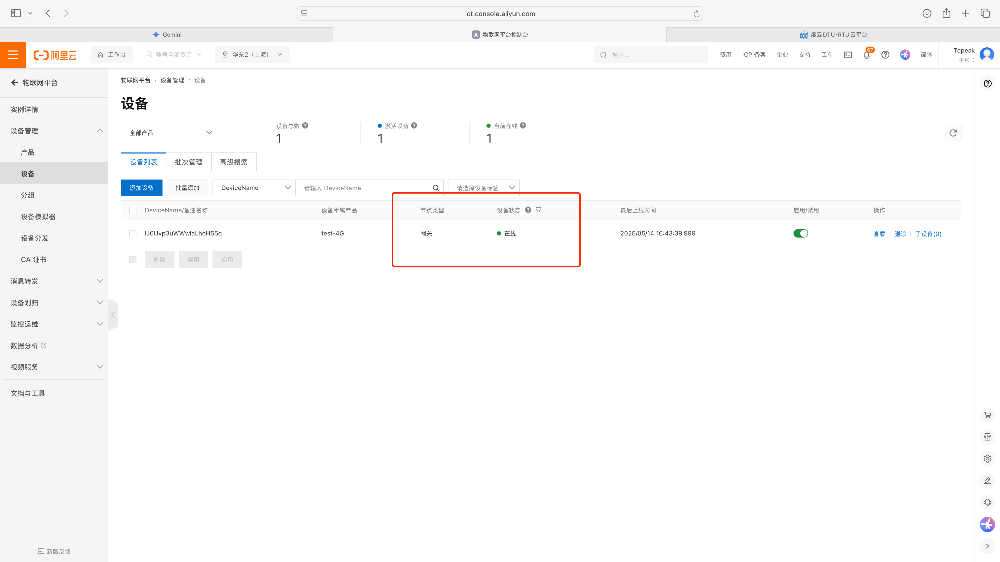 iot.console.aliyun.com
Gemini
A 物联网平台控制台
doiot 度云DTU·RTU云平台
阿里云
工作台
账号全部资源
华东2（上海）
搜索...
费用
ICP 备案
企业
支持
工单
67
简体
Topeak
主账号
物联网平台
实例详情
设备管理
产品
设备
分组
设备模拟器
设备分发
CA 证书
消息转发
设备划归
监控运维
数据分析
视频服务
文档与工具
新版反馈
物联网平台 / 设备管理 / 设备
设备
全部产品
设备总数
1
激活设备
1
当前在线
1
设备列表 批次管理 高级搜索
添加设备 批量添加 DeviceName 请输入 DeviceName 请选择设备标签
DeviceName/备注名称 设备所属产品 节点类型 设备状态 最后上线时间 启用/禁用 操作
IJ6Uvp3uWWwlaLhoH55q test-4G 网关 在线 2025/05/14 16:43:39.999 查看 删除 子设备(0)
删除 禁用 启用
APP